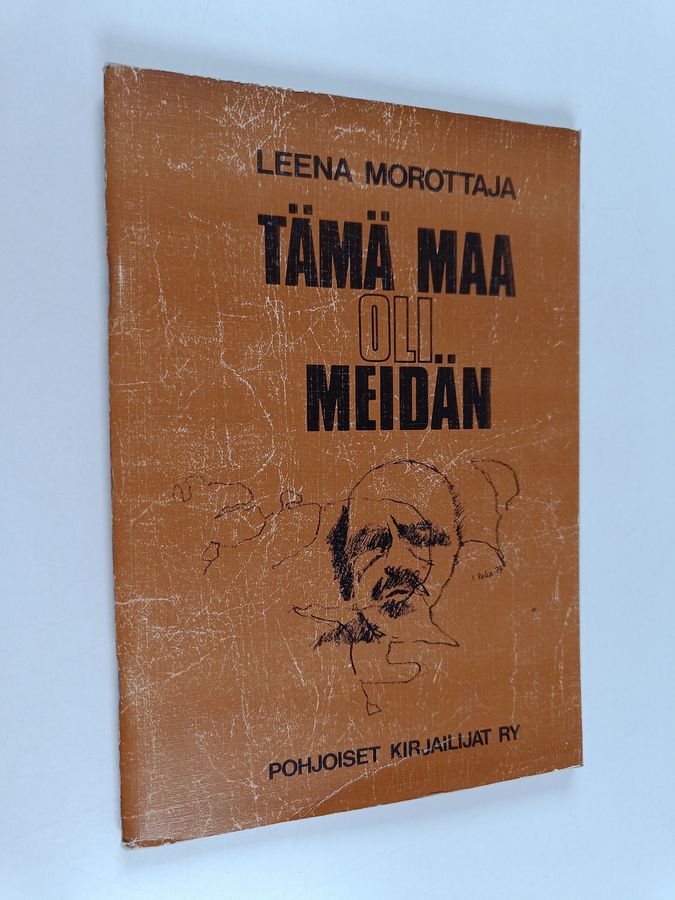 LEENA MOROTTAJA
TÄMÄ MAA
OLI
MEIDÄN
POHJOISET KIRJAILIJAT RY